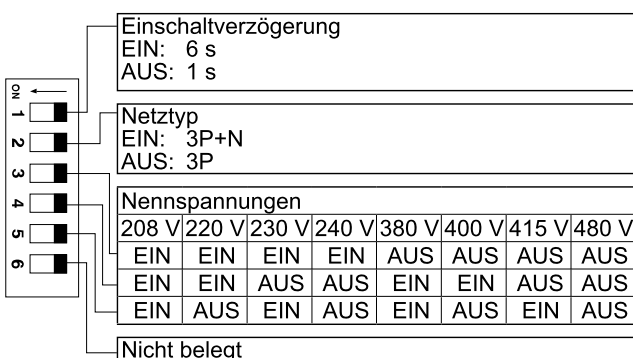 Einschaltverzögerung
EIN: 6 s
AUS: 1 s
ON
1
2
3
4
5
6
Netztyp
EIN: 3P+N
AUS: 3P
Nennspannungen
208 V 220 V 230 V 240 V 380 V 400 V 415 V 480 V
EIN EIN EIN EIN AUS AUS AUS AUS
EIN EIN AUS AUS EIN EIN AUS AUS
EIN AUS EIN AUS EIN AUS EIN AUS
Nicht belegt